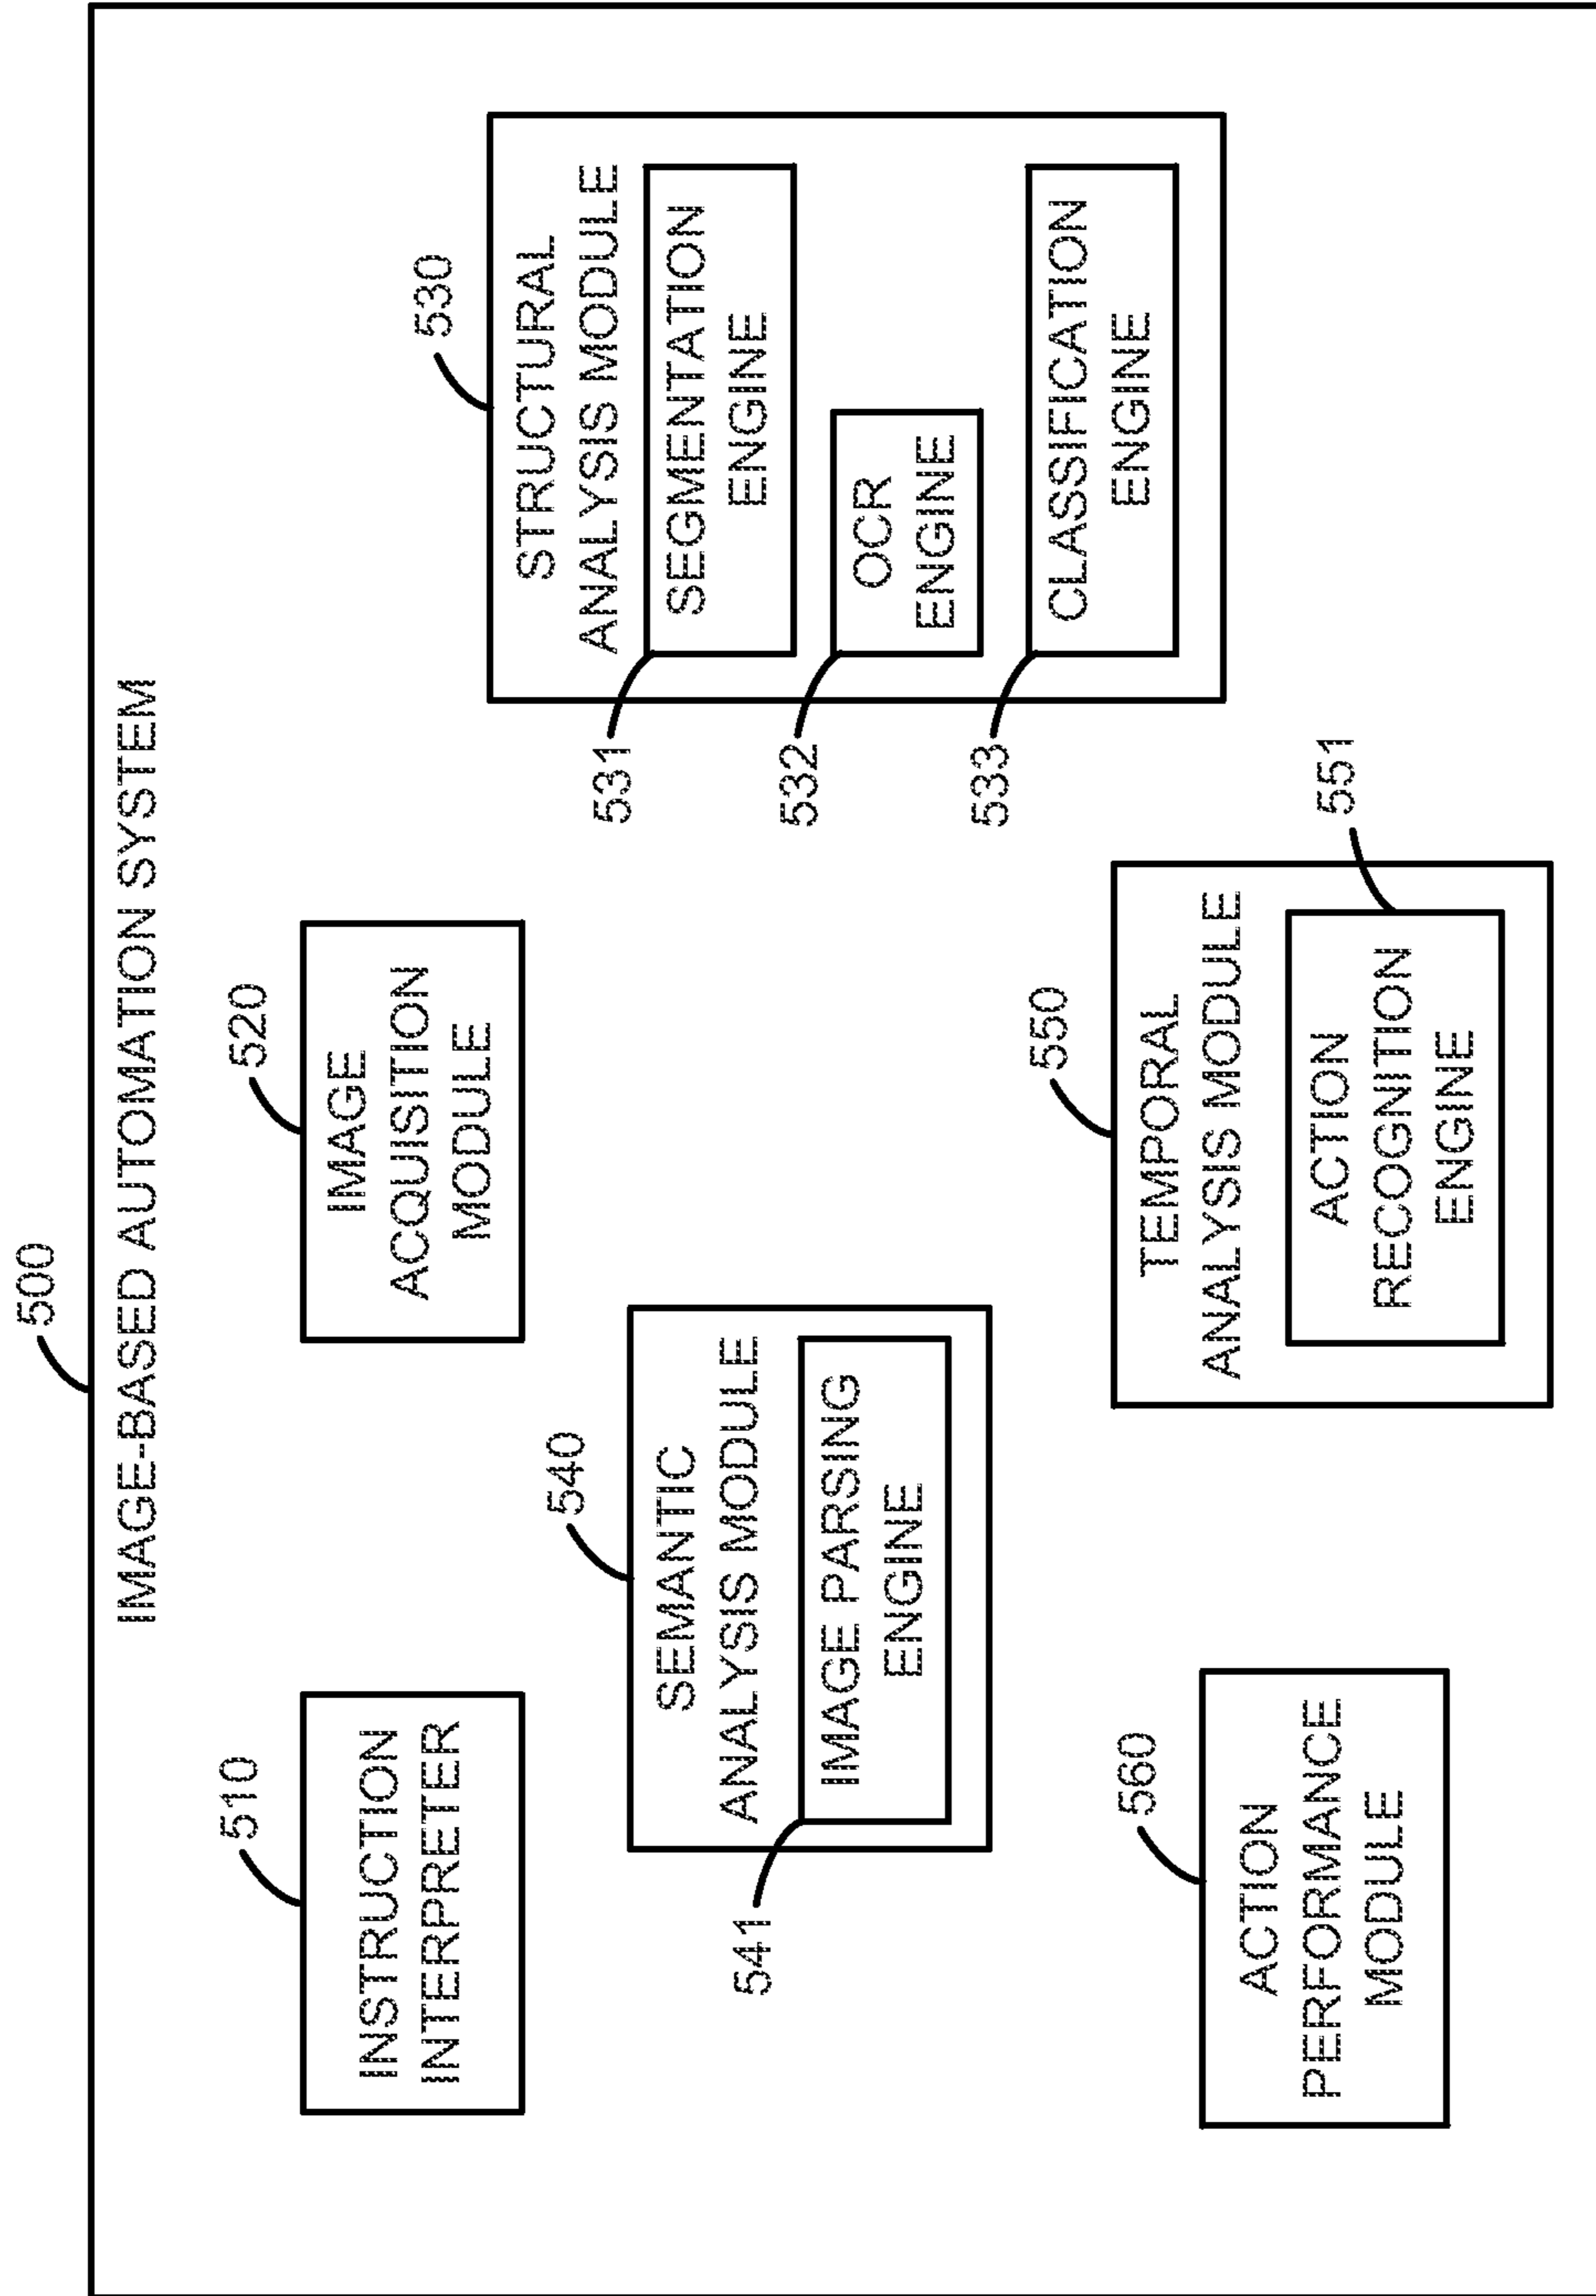 500
IMAGE-BASED AUTOMATION SYSTEM
510
INSTRUCTION
INTERPRETER
520
IMAGE
ACQUISITION
MODULE
530
STRUCTURAL
ANALYSIS MODULE
531
SEGMENTATION
ENGINE
532
OCR
ENGINE
533
CLASSIFICATION
ENGINE
540
SEMANTIC
ANALYSIS MODULE
541
IMAGE PARSING
ENGINE
550
TEMPORAL
ANALYSIS MODULE
551
ACTION
RECOGNITION
ENGINE
560
ACTION
PERFORMANCE
MODULE